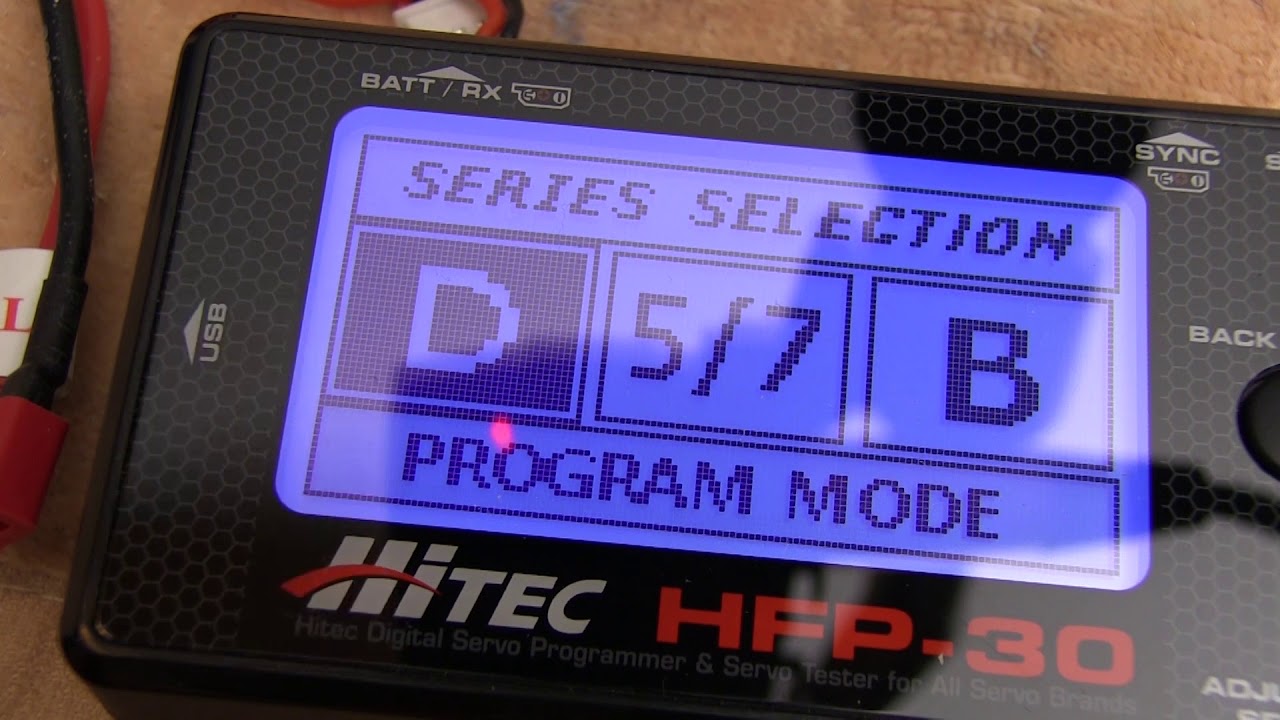 BATT / RX
SYNC
S
SERIES SELECTION
D 5/7 B
USB
BACK
PROGRAM MODE
L
HiTEC HFP-30
Hitec Digital Servo Programmer & Servo Tester for All Servo Brands